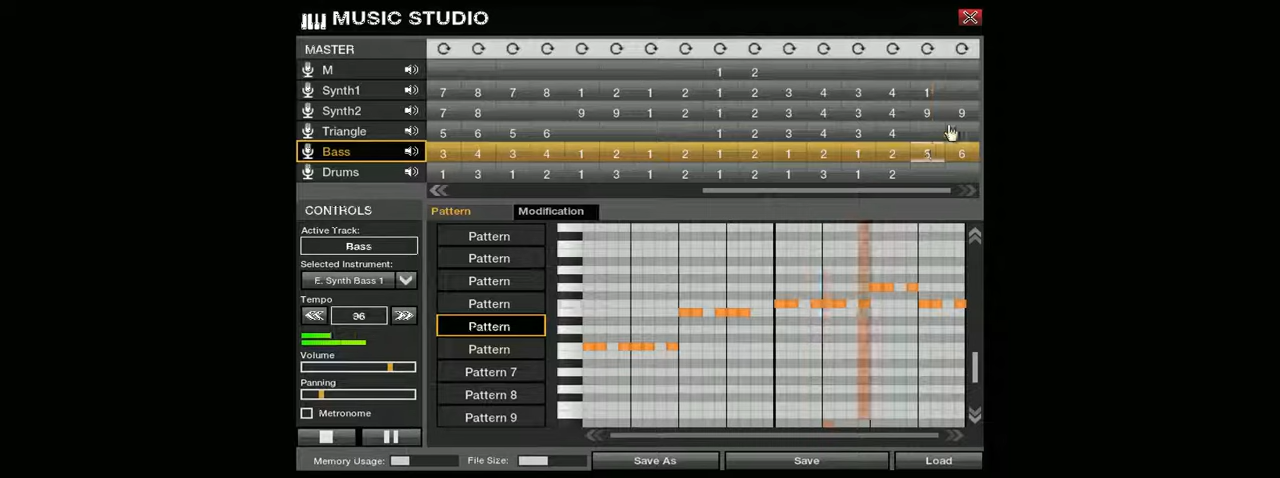 MUSIC STUDIO
MASTER
M 1 2
Synth1 7 8 7 8 1 2 1 2 1 2 3 4 3 4 1
Synth2 7 8 9 9 1 2 1 2 3 4 3 4 9 9
Triangle 5 6 5 6 1 2 3 4 3 4
Bass 3 4 3 4 1 2 1 2 1 2 1 2 1 2 5 6
Drums 1 3 1 2 1 3 1 2 1 2 1 3 1 2
CONTROLS
Pattern Modification
Active Track:
Bass
Selected Instrument:
E. Synth Bass 1
Tempo
96
Volume
Panning
Metronome
Pattern
Pattern
Pattern
Pattern
Pattern
Pattern
Pattern 7
Pattern 8
Pattern 9
Memory Usage: File Size: Save As Save Load